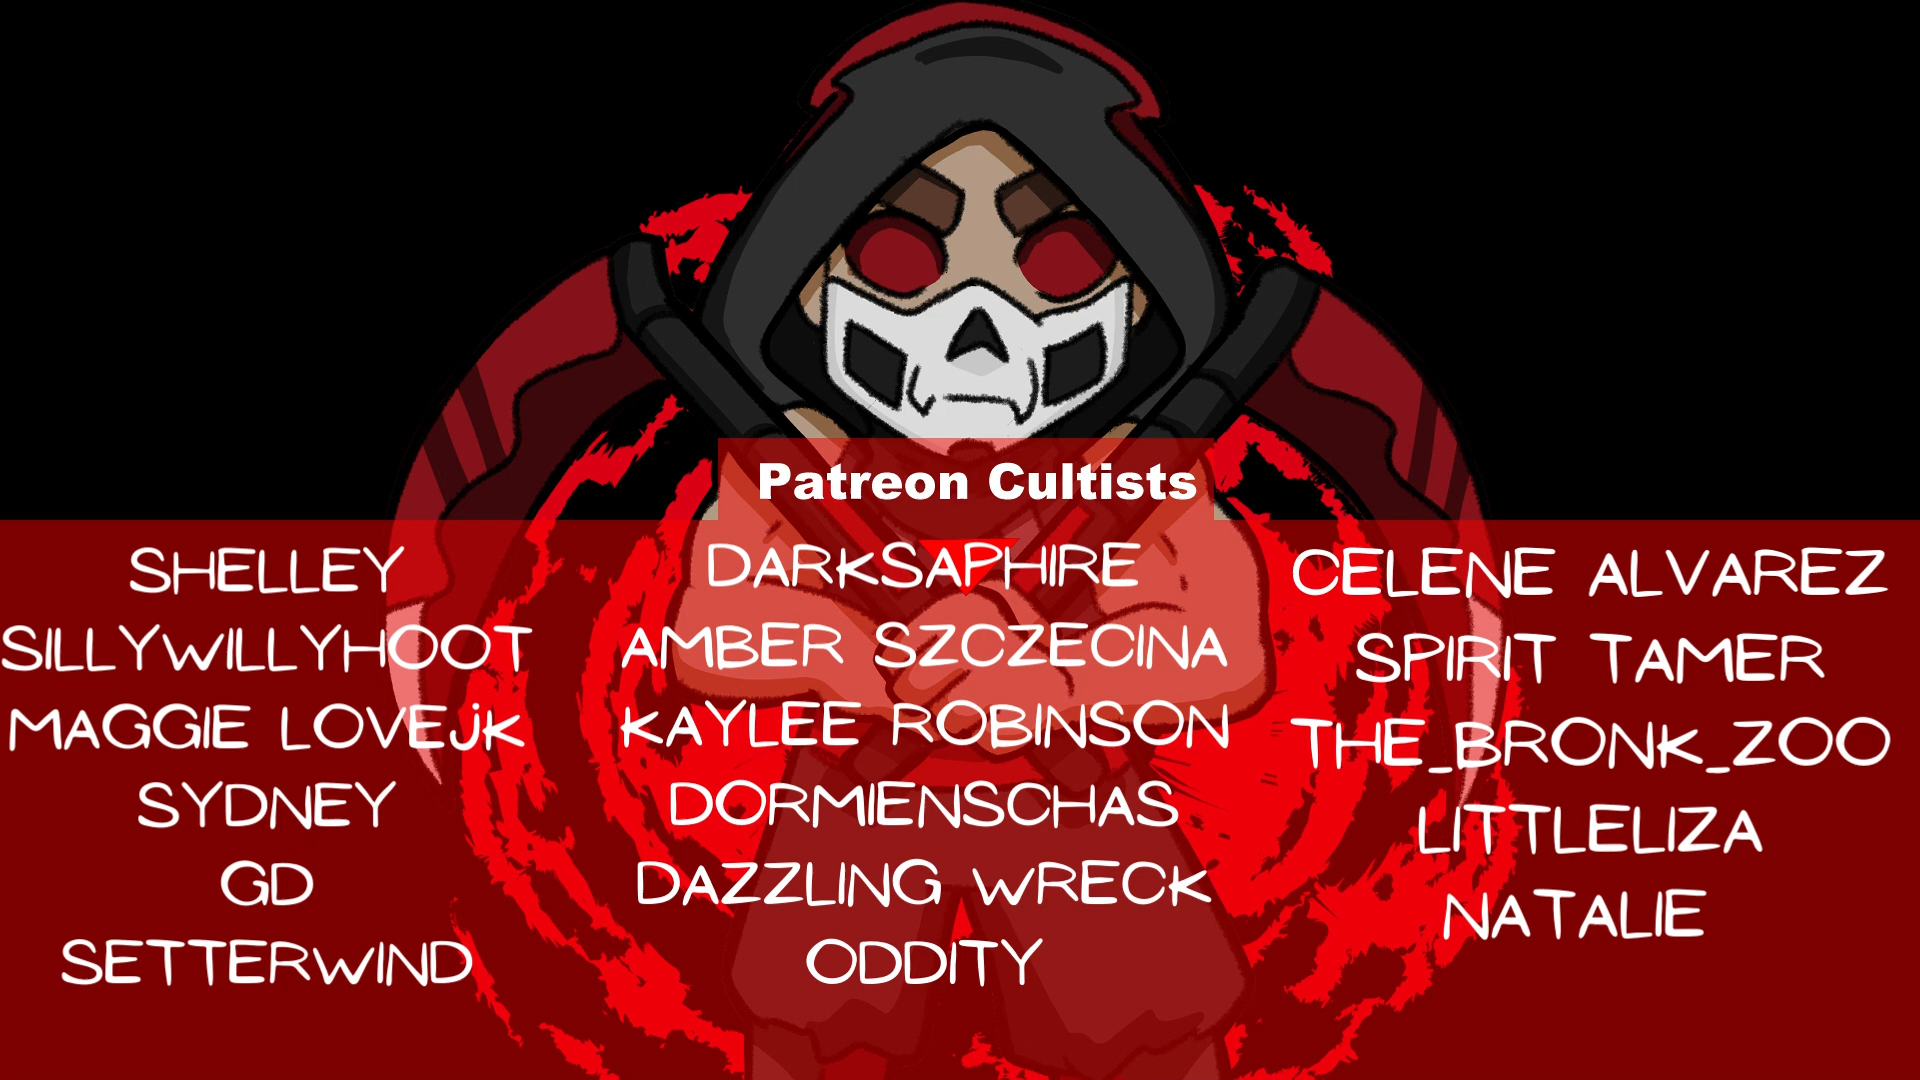 Patreon Cultists
SHELLEY
SILLYWILLYHOOT
MAGGIE LOVEJK
SYDNEY
GD
SETTERWIND
DARKSAPHIRE
AMBER SZCZECINA
KAYLEE ROBINSON
DORMIENSCHAS
DAZZLING WRECK
ODDITY
CELENE ALVAREZ
SPIRIT TAMER
THE_BRONK_ZOO
LITTLELIZA
NATALIE